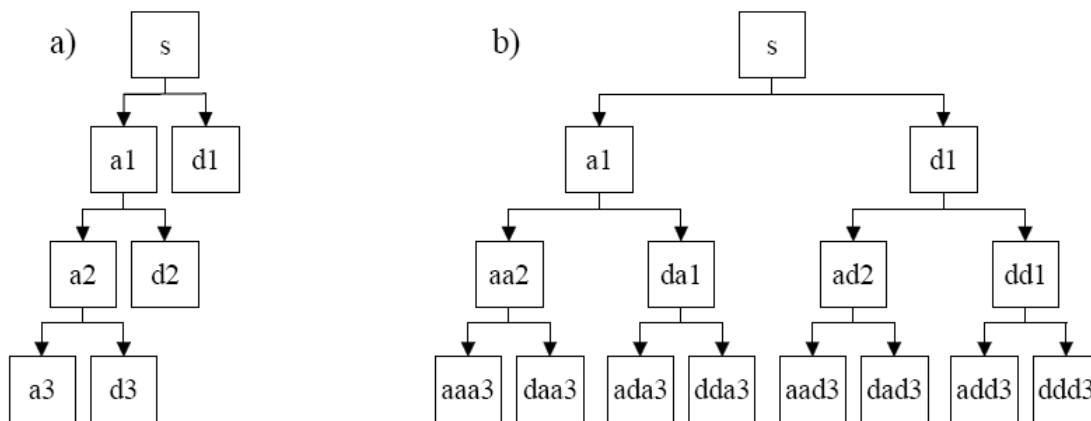 a) s b) s
a1 d1 a1 d1
a2 d2 aa2 da1 ad2 dd1
a3 d3 aaa3 daa3 ada3 dda3 aad3 dad3 add3 ddd3